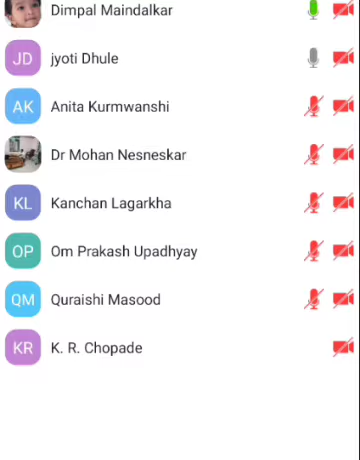 Dimpal Maindalkar
JD jyoti Dhule
AK Anita Kurmwanshi
Dr Mohan Nesneskar
KL Kanchan Lagarkha
OP Om Prakash Upadhyay
QM Quraishi Masood
KR K. R. Chopade